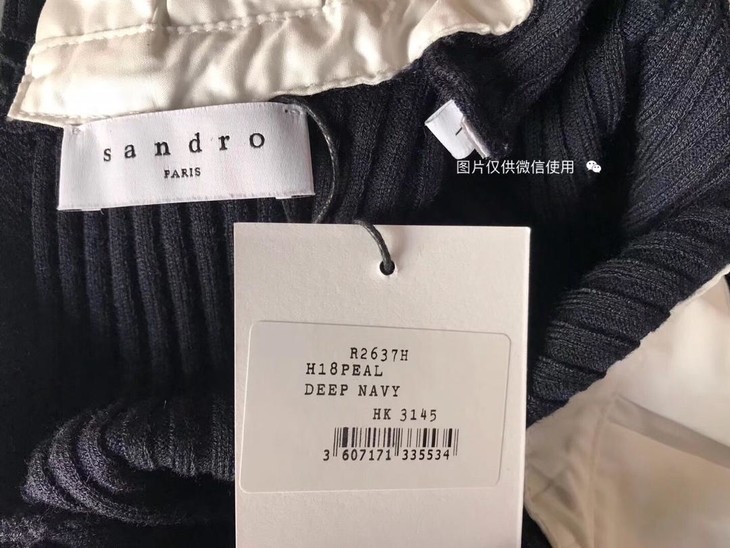 sandro
PARIS
1
图片仅供微信使用
R2637H
H18PEAL
DEEP NAVY
HK 3145
3 607171 335534